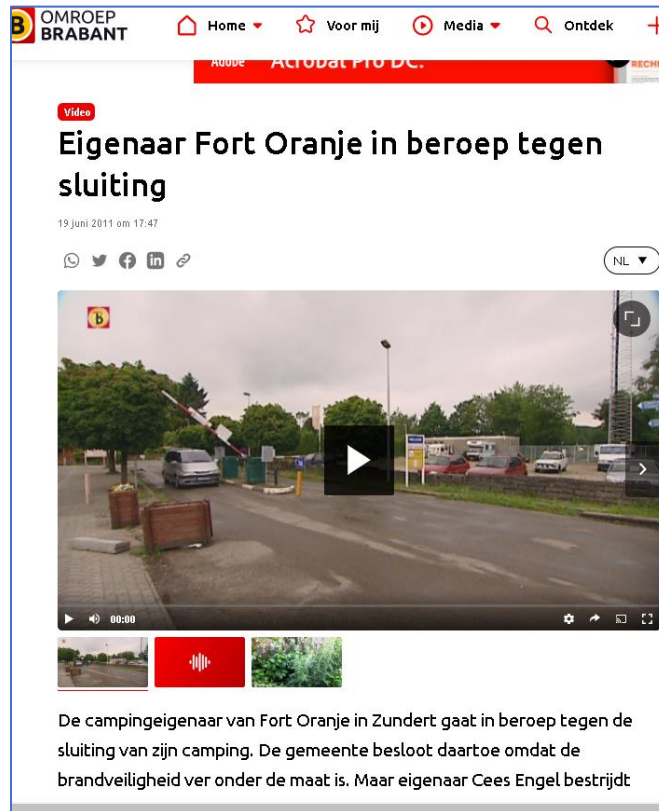 B OMROEP BRABANT
Home Voor mij Media Ontdek
Adobe Acrobat Pro DC.
RECH
Video
Eigenaar Fort Oranje in beroep tegen
sluiting
19 juni 2011 om 17:47
NL
B
00:00
De campingeigenaar van Fort Oranje in Zundert gaat in beroep tegen de
sluiting van zijn camping. De gemeente besloot daartoe omdat de
brandveiligheid ver onder de maat is. Maar eigenaar Cees Engel bestrijdt